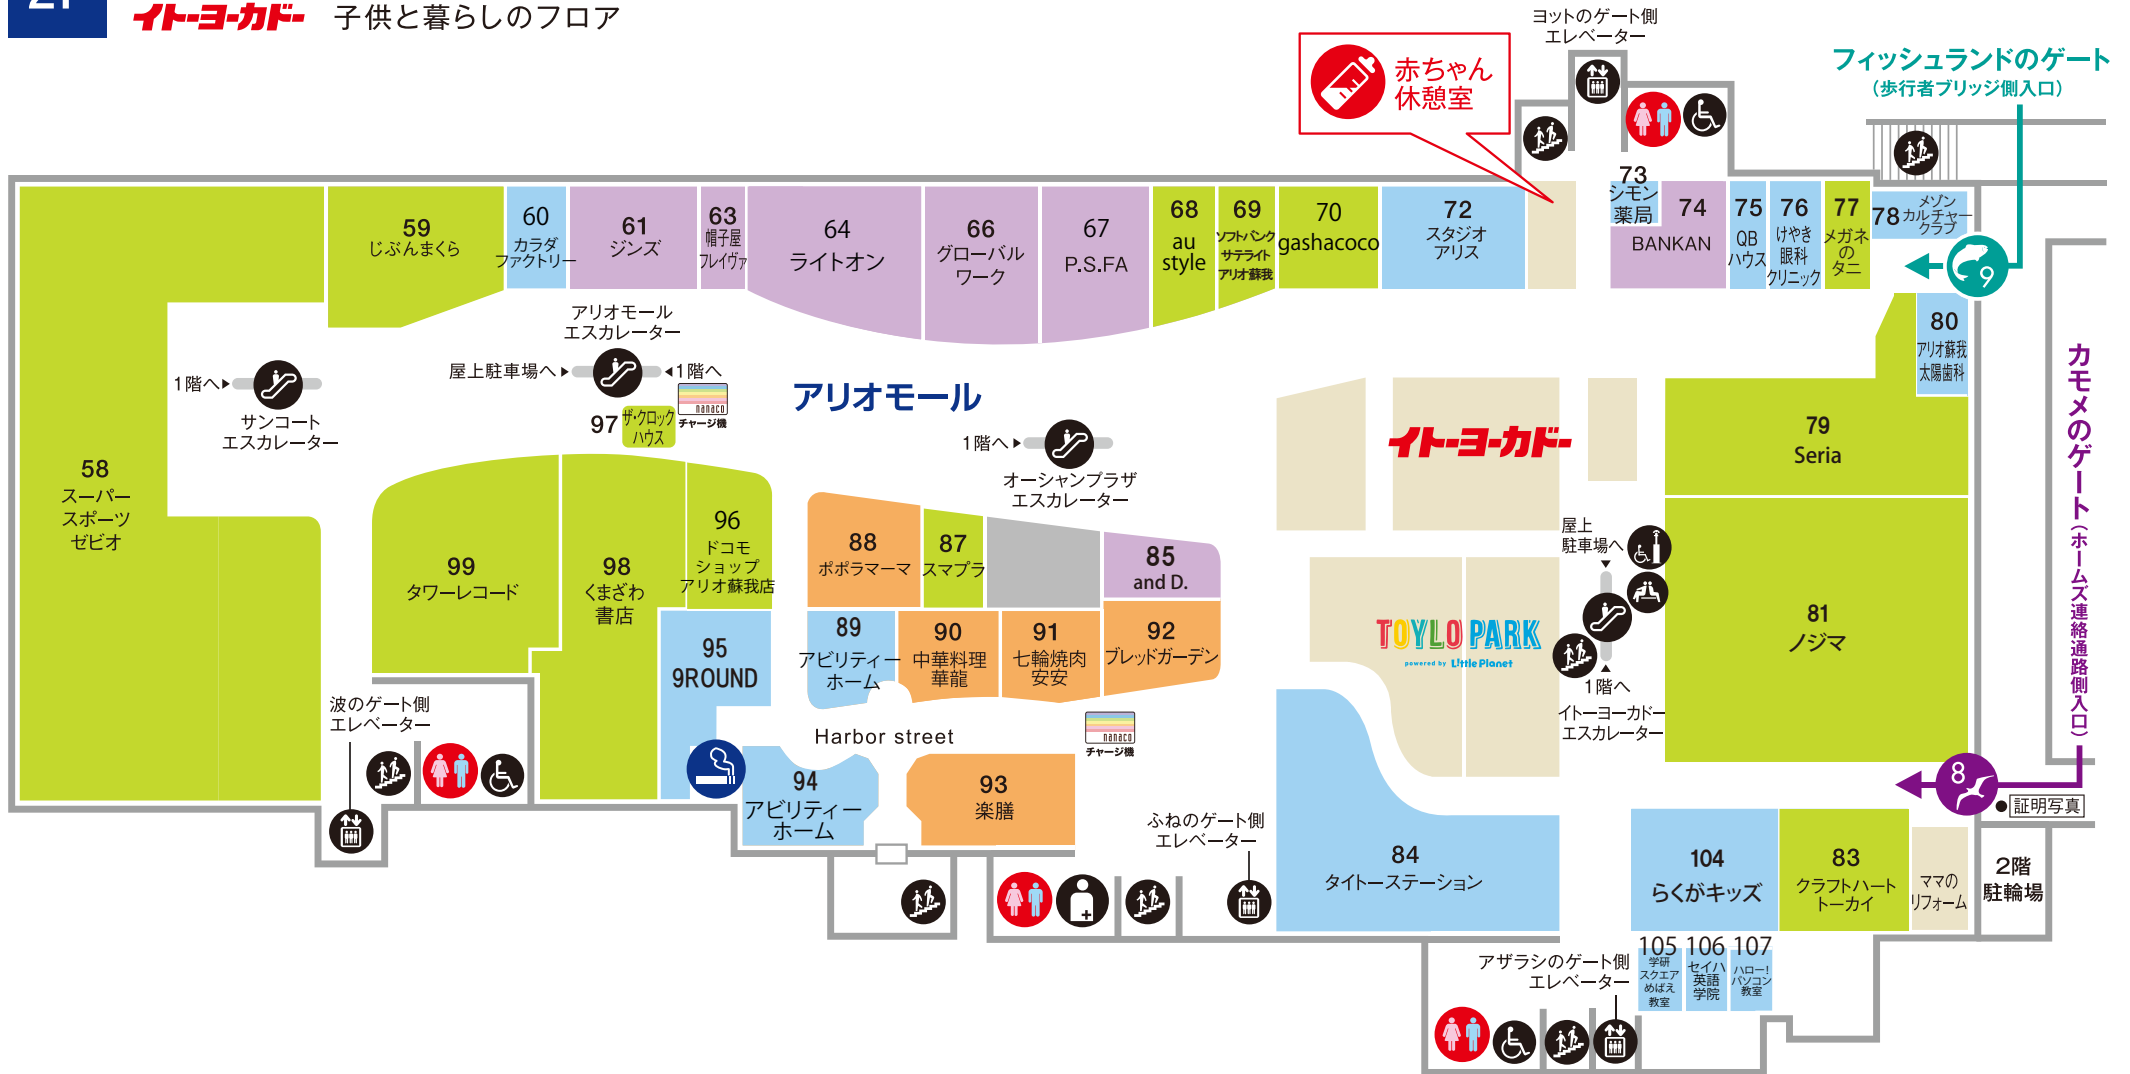 イトーヨーカドー 子供と暮らしのフロア
ヨットのゲート側
エレベーター
赤ちゃん
休憩室
フィッシュランドのゲート
(歩行者ブリッジ側入口)
58
スーパー
スポーツ
ゼビオ
59
じぶんまくら
60
カラダ
ファクトリー
61
ジンズ
63
帽子屋
フレイヴァ
64
ライトオン
66
グローバル
ワーク
67
P.S.FA
68
au
style
69
ソフトバンク
サテライト
アリオ蘇我
70
gashacoco
72
スタジオ
アリス
73
シモン
薬局
74
BANKAN
75
QB
ハウス
76
けやき
眼科
クリニック
77
メガネ
の
タニ
78
メゾン
カルチャー
クラブ
9
80
アリオ蘇我
太陽歯科
カモメのゲート(ホームズ連絡通路側入口)
1階へ
サンコート
エスカレーター
アリオモール
エスカレーター
屋上駐車場へ
1階へ
nanaco
チャージ機
97
ザ・クロック
ハウス
アリオモール
1階へ
オーシャンプラザ
エスカレーター
イトーヨーカドー
79
Seria
屋上
駐車場へ
1階へ
イトーヨーカドー
エスカレーター
81
ノジマ
TOYLO PARK
powered by Little Planet
99
タワーレコード
98
くまざわ
書店
96
ドコモ
ショップ
アリオ蘇我店
95
9ROUND
88
ポポラマーマ
87
スマプラ
85
and D.
89
アビリティー
ホーム
90
中華料理
華龍
91
七輪焼肉
安安
92
ブレッドガーデン
Harbor street
nanaco
チャージ機
94
アビリティー
ホーム
93
楽膳
波のゲート側
エレベーター
ふねのゲート側
エレベーター
84
タイトーステーション
8
証明写真
104
らくがキッズ
83
クラフトハート
トーカイ
ママの
リフォーム
2階
駐輪場
アザラシのゲート側
エレベーター
105
学研
スクエア
めばえ
教室
106
セイハ
英語
学院
107
ハロー!
パソコン
教室